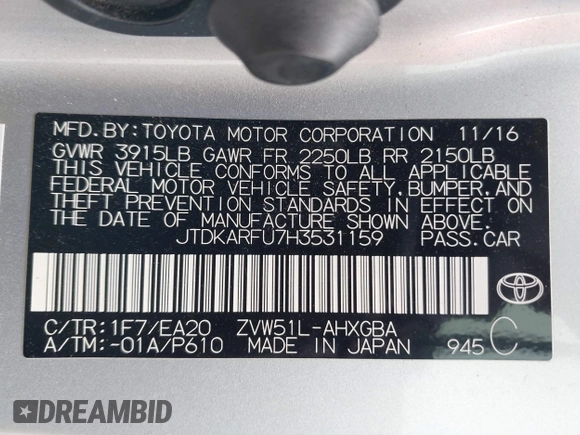 MFD.BY:TOYOTA MOTOR CORPORATION 11/16
GVWR 3915LB GAWR FR 2250LB RR 2150LB
THIS VEHICLE CONFORMS TO ALL APPLICABLE
FEDERAL MOTOR VEHICLE SAFETY, BUMPER, AND
THEFT PREVENTION STANDARDS IN EFFECT ON
THE DATE OF MANUFACTURE SHOWN ABOVE.
JTDKARFU7H3531159 PASS.CAR
C/TR:1F7/EA20 ZVW51L-AHXGBA
A/TM:-01A/P610 MADE IN JAPAN 945 C
DREAMBID